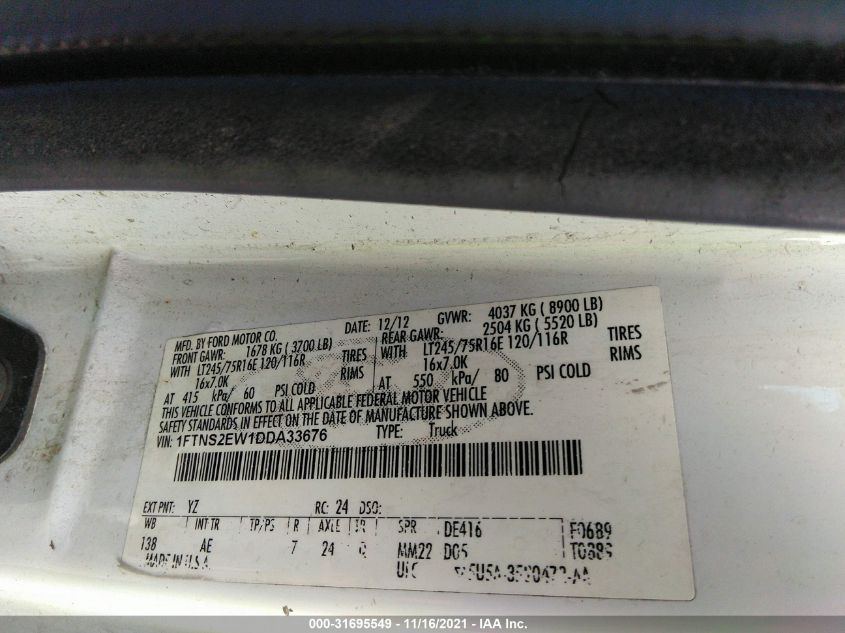 MFD. BY FORD MOTOR CO. DATE: 12/12 GVWR: 4037 KG ( 8900 LB)
FRONT GAWR: 1678 KG ( 3700 LB) REAR GAWR: 2504 KG ( 5520 LB)
WITH LT245/75R16E 120/116R TIRES WITH LT245/75R16E 120/116R TIRES
16x7.0K RIMS 16x7.0K RIMS
AT 415 kPa/ 60 PSI COLD AT 550 kPa/ 80 PSI COLD
THIS VEHICLE CONFORMS TO ALL APPLICABLE FEDERAL MOTOR VEHICLE
SAFETY STANDARDS IN EFFECT ON THE DATE OF MANUFACTURE SHOWN ABOVE.
VIN: 1FTNS2EW1DDA33676 TYPE: Truck
EXT PNT: YZ RC: 24 DSO:
WB INT TR TP/PS R AXLE TR SPR DE416 F0689
138 AE 7 24 MM22 DO5
MADE IN U.S.A.
000-31695549 - 11/16/2021 - IAA Inc.